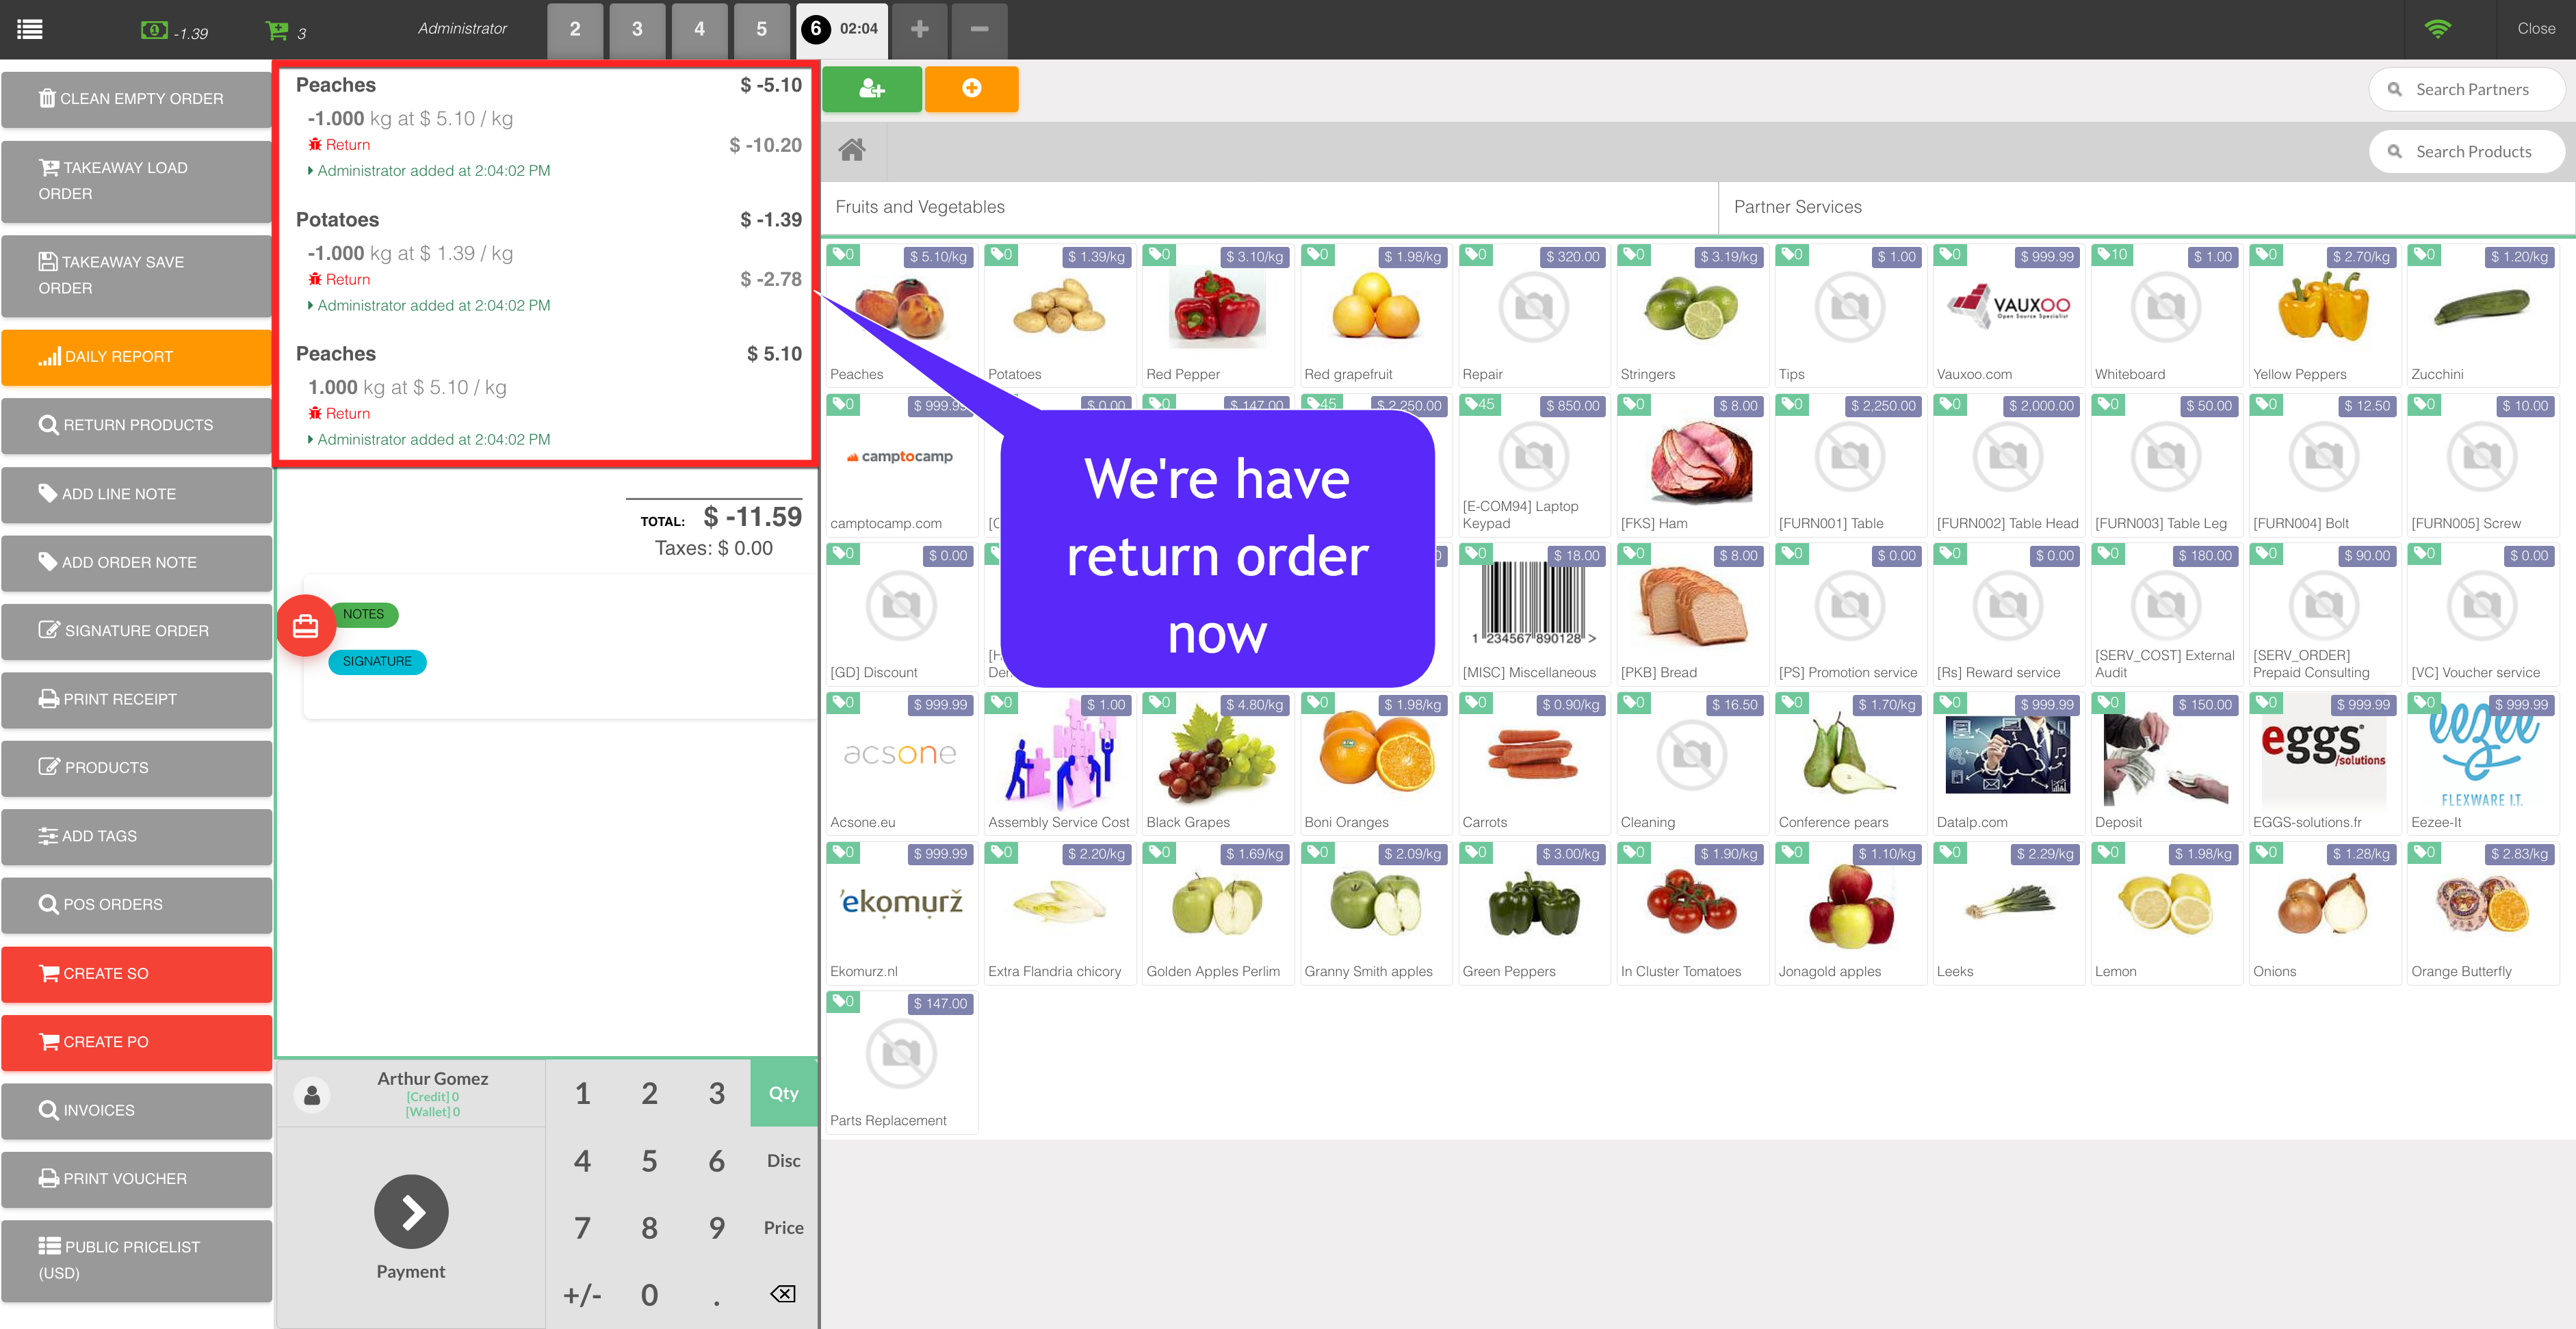 -1.39
3
Administrator
2
3
4
5
6 02:04
Close
CLEAN EMPTY ORDER
TAKEAWAY LOAD
ORDER
TAKEAWAY SAVE
ORDER
DAILY REPORT
RETURN PRODUCTS
ADD LINE NOTE
ADD ORDER NOTE
SIGNATURE ORDER
PRINT RECEIPT
PRODUCTS
ADD TAGS
POS ORDERS
CREATE SO
CREATE PO
INVOICES
PRINT VOUCHER
PUBLIC PRICELIST
(USD)
Peaches $ -5.10
-1.000 kg at $ 5.10 / kg
Return $ -10.20
Administrator added at 2:04:02 PM
Potatoes $ -1.39
-1.000 kg at $ 1.39 / kg
Return $ -2.78
Administrator added at 2:04:02 PM
Peaches $ 5.10
1.000 kg at $ 5.10 / kg
Return
Administrator added at 2:04:02 PM
TOTAL: $ -11.59
Taxes: $ 0.00
NOTES
SIGNATURE
Arthur Gomez
[Credit] 0
[Wallet] 0
Payment
1 2 3 Qty
4 5 6 Disc
7 8 9 Price
+/- 0 .
Search Partners
Search Products
Fruits and Vegetables
Partner Services
0 $ 5.10/kg
Peaches
0 $ 1.39/kg
Potatoes
0 $ 3.10/kg
Red Pepper
0 $ 1.98/kg
Red grapefruit
0 $ 320.00
Repair
0 $ 3.19/kg
Stringers
0 $ 1.00
Tips
0 $ 999.99
VAUXOO
Open Source Specialist
Vauxoo.com
10 $ 1.00
Whiteboard
0 $ 2.70/kg
Yellow Peppers
0 $ 1.20/kg
Zucchini
0 $ 999.99
camptocamp
camptocamp.com
$ 0.00
0 $ 147.00
45 $ 2,250.00
We're have
return order
now
45 $ 850.00
[E-COM94] Laptop
Keypad
0 $ 8.00
[FKS] Ham
0 $ 2,250.00
[FURN001] Table
0 $ 2,000.00
[FURN002] Table Head
0 $ 50.00
[FURN003] Table Leg
0 $ 12.50
[FURN004] Bolt
0 $ 10.00
[FURN005] Screw
0 $ 0.00
[GD] Discount
0 $ 18.00
1 234567 890128 >
[MISC] Miscellaneous
0 $ 8.00
[PKB] Bread
0 $ 0.00
[PS] Promotion service
0 $ 0.00
[Rs] Reward service
0 $ 180.00
[SERV_COST] External
Audit
0 $ 90.00
[SERV_ORDER]
Prepaid Consulting
0 $ 0.00
[VC] Voucher service
0 $ 999.99
acsone
Acsone.eu
0 $ 1.00
Assembly Service Cost
0 $ 4.80/kg
Black Grapes
0 $ 1.98/kg
Boni Oranges
0 $ 0.90/kg
Carrots
0 $ 16.50
Cleaning
0 $ 1.70/kg
Conference pears
0 $ 999.99
Datalp.com
0 $ 150.00
Deposit
0 $ 999.99
eggs
/solutions
EGGS-solutions.fr
0 $ 999.99
eezee
FLEXWARE I.T.
Eezee-It
0 $ 999.99
'ekomurž
Ekomurz.nl
0 $ 2.20/kg
Extra Flandria chicory
0 $ 1.69/kg
Golden Apples Perlim
0 $ 2.09/kg
Granny Smith apples
0 $ 3.00/kg
Green Peppers
0 $ 1.90/kg
In Cluster Tomatoes
0 $ 1.10/kg
Jonagold apples
0 $ 2.29/kg
Leeks
0 $ 1.98/kg
Lemon
0 $ 1.28/kg
Onions
0 $ 2.83/kg
Orange Butterfly
0 $ 147.00
Parts Replacement